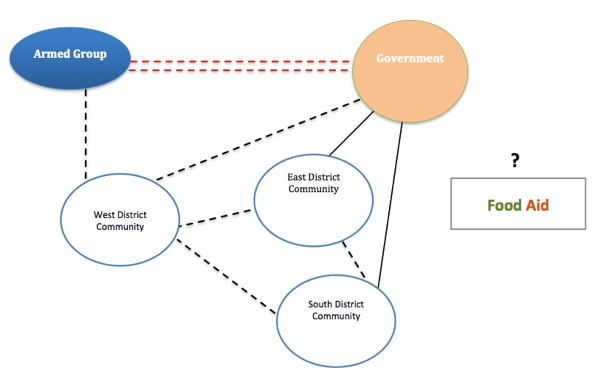 Armed Group
Government
?
East District
Community
Food Aid
West District
Community
South District
Community